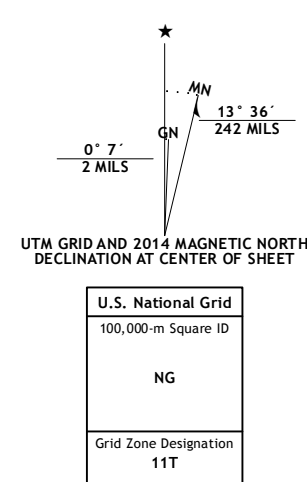 ★
MN
GN
13° 36´
242 MILS
0° 7´
2 MILS
UTM GRID AND 2014 MAGNETIC NORTH
DECLINATION AT CENTER OF SHEET
U.S. National Grid
100,000-m Square ID
NG
Grid Zone Designation
11T